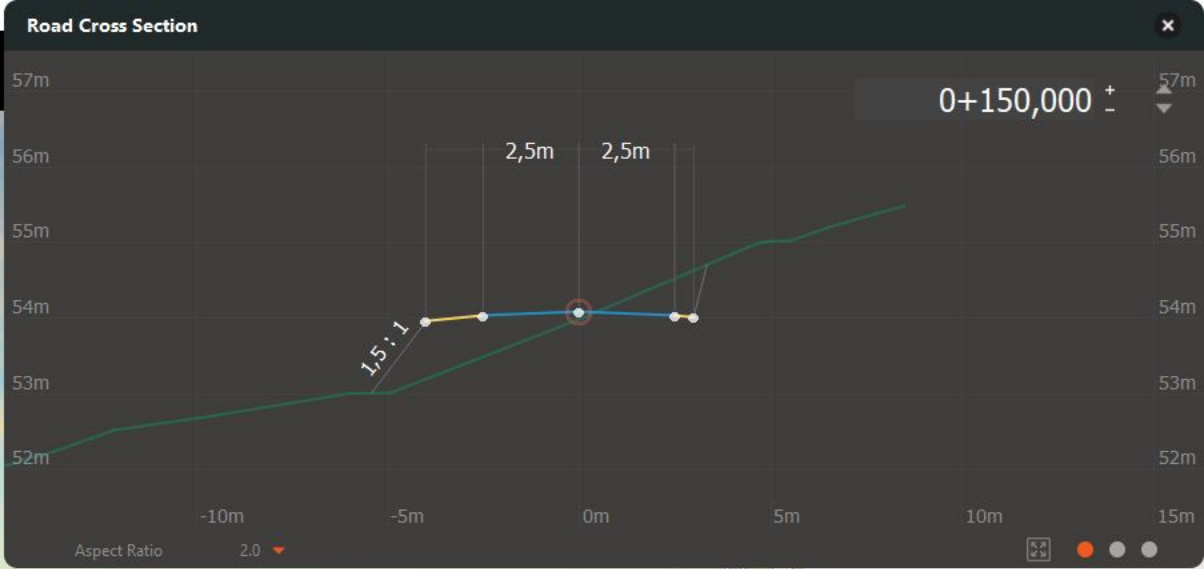 Road Cross Section
57m 57m
0+150,000 + -
56m 56m
2,5m 2,5m
55m 55m
54m 54m
1,5 : 1
53m 53m
52m 52m
-10m -5m 0m 5m 10m 15m
Aspect Ratio 2.0